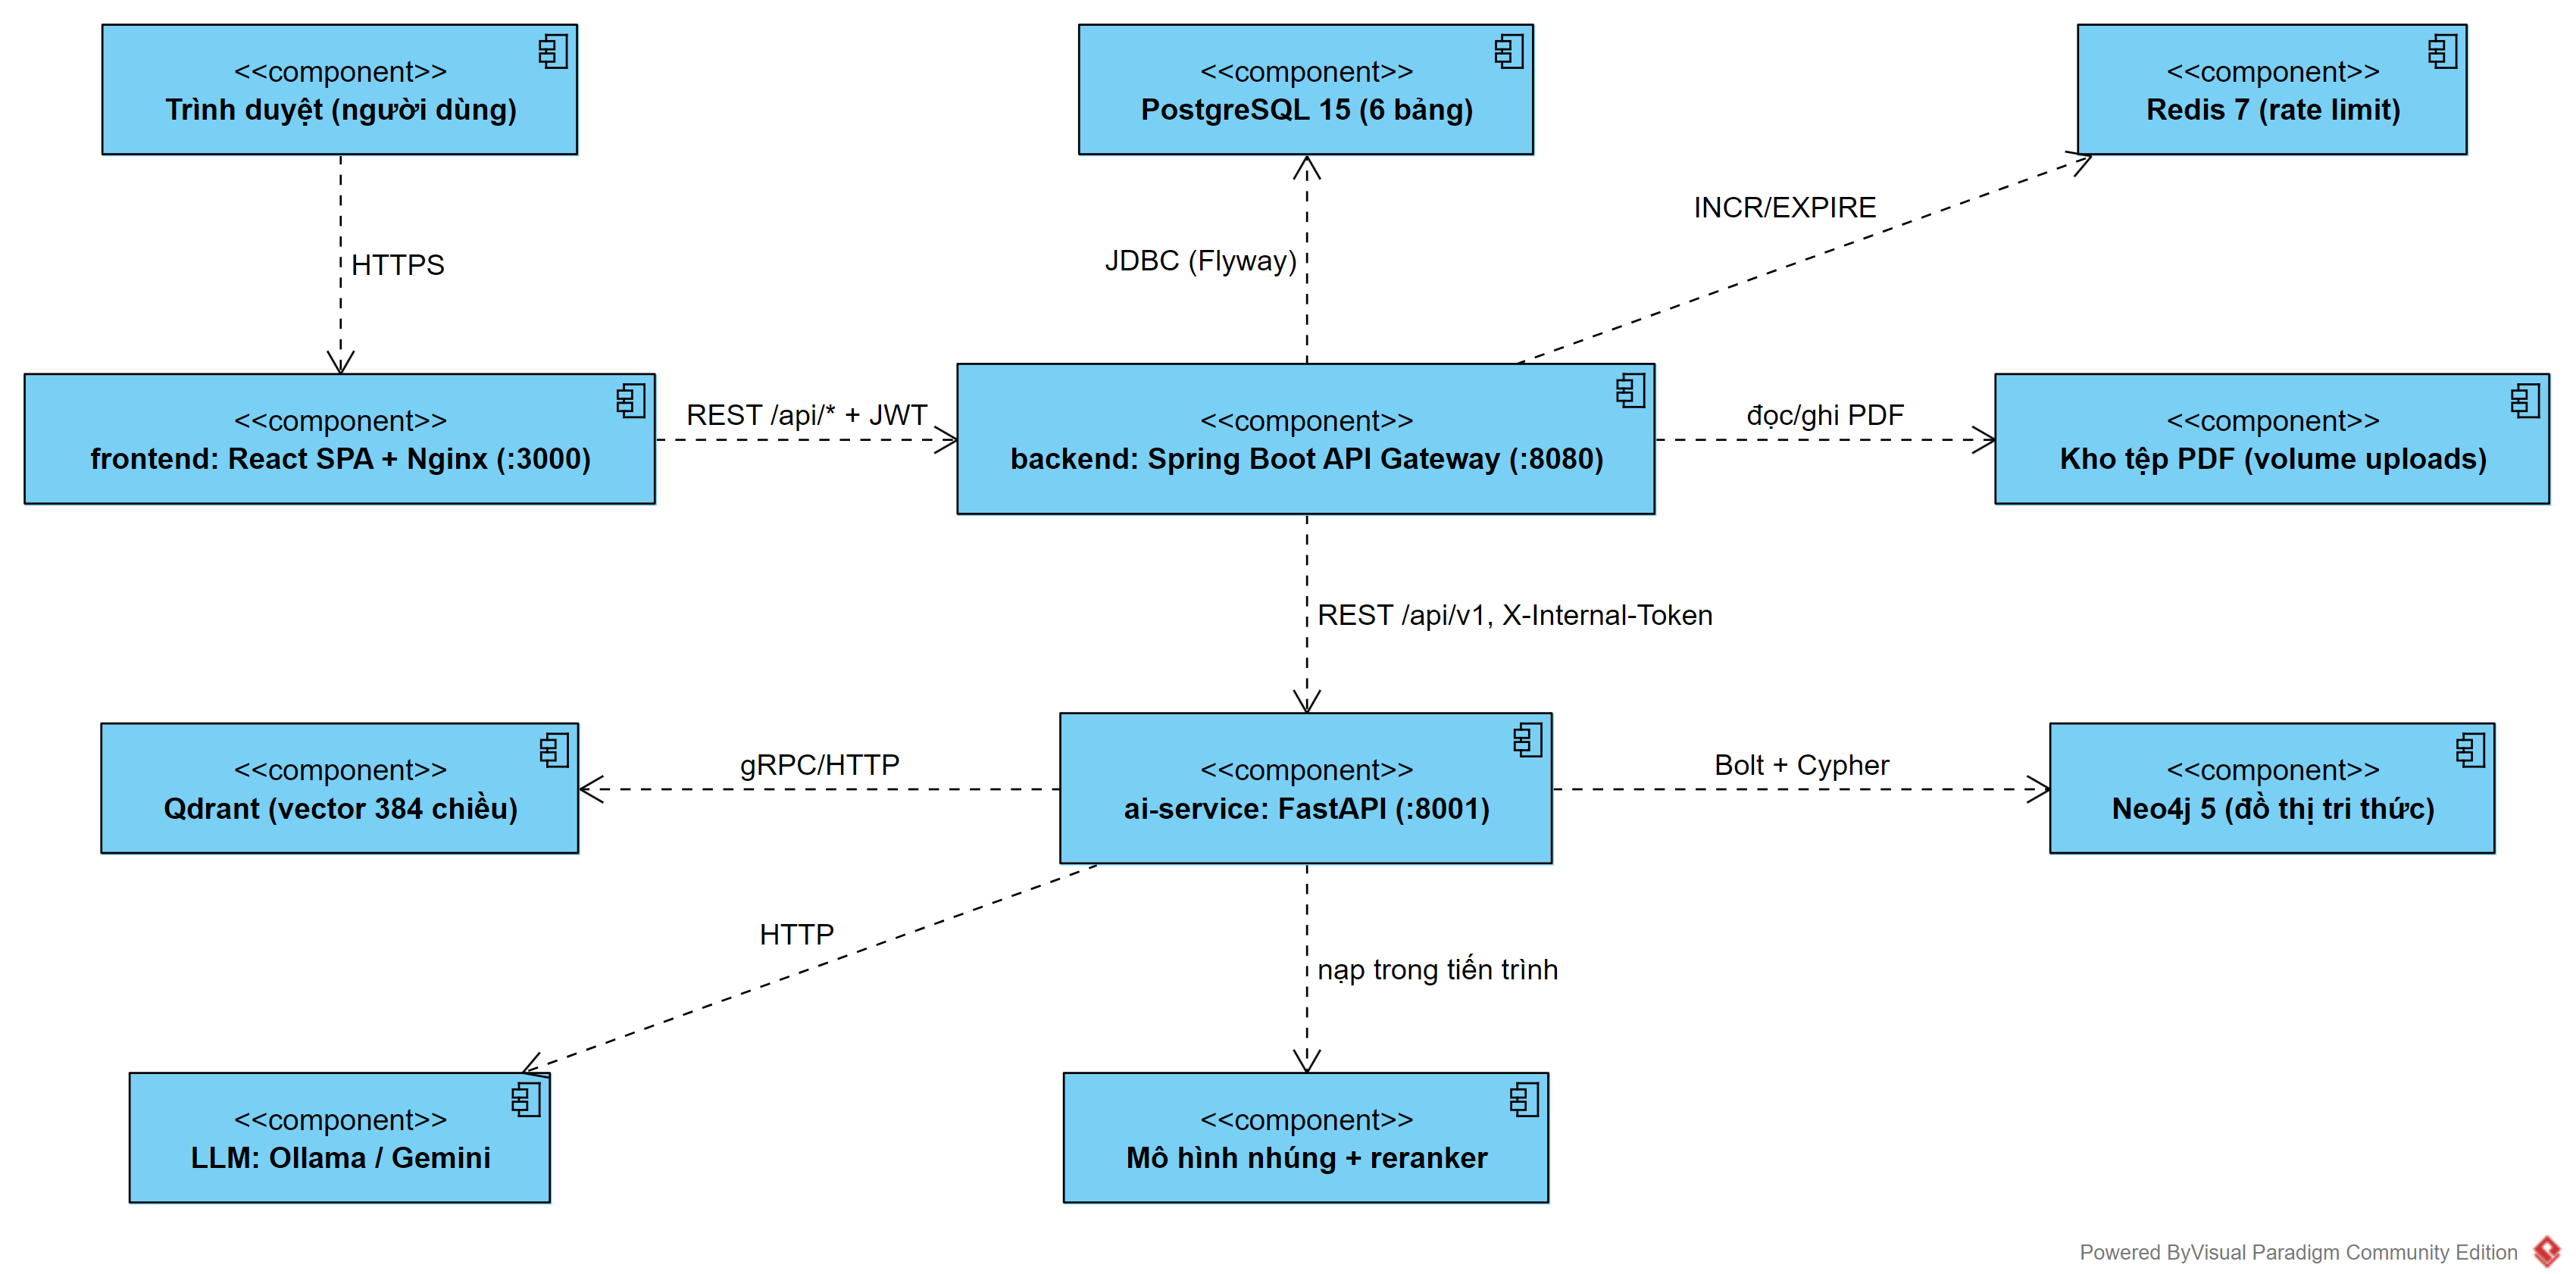 <<component>>
Trình duyệt (người dùng)
<<component>>
PostgreSQL 15 (6 bảng)
<<component>>
Redis 7 (rate limit)
HTTPS
JDBC (Flyway)
INCR/EXPIRE
<<component>>
frontend: React SPA + Nginx (:3000)
REST /api/* + JWT
<<component>>
backend: Spring Boot API Gateway (:8080)
đọc/ghi PDF
<<component>>
Kho tệp PDF (volume uploads)
REST /api/v1, X-Internal-Token
<<component>>
Qdrant (vector 384 chiều)
gRPC/HTTP
<<component>>
ai-service: FastAPI (:8001)
Bolt + Cypher
<<component>>
Neo4j 5 (đồ thị tri thức)
HTTP
nạp trong tiến trình
<<component>>
LLM: Ollama / Gemini
<<component>>
Mô hình nhúng + reranker
Powered ByVisual Paradigm Community Edition